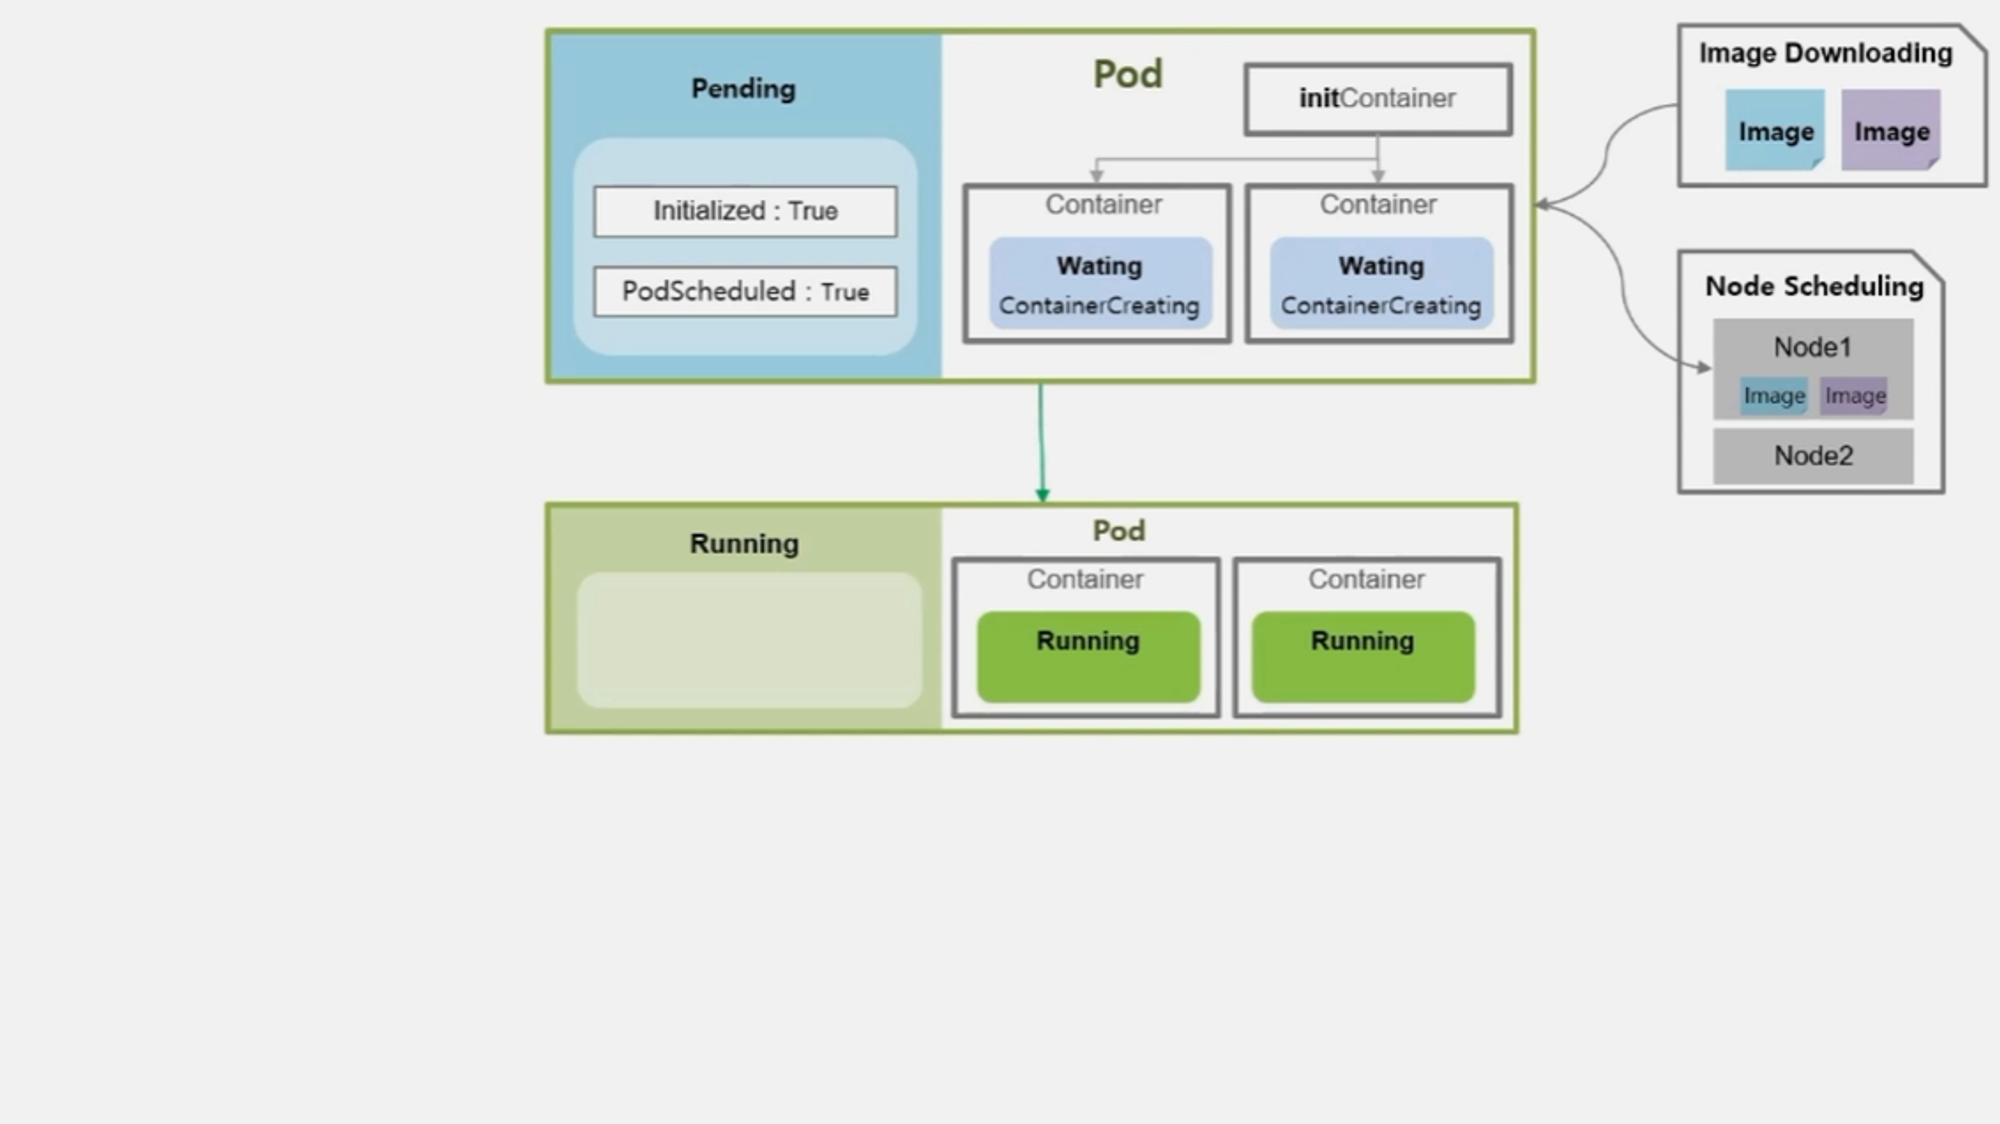 Pending
Initialized : True
PodScheduled : True
Pod
initContainer
Container
Wating
ContainerCreating
Container
Wating
ContainerCreating
Image Downloading
Image
Image
Node Scheduling
Node1
Image
Image
Node2
Running
Pod
Container
Running
Container
Running